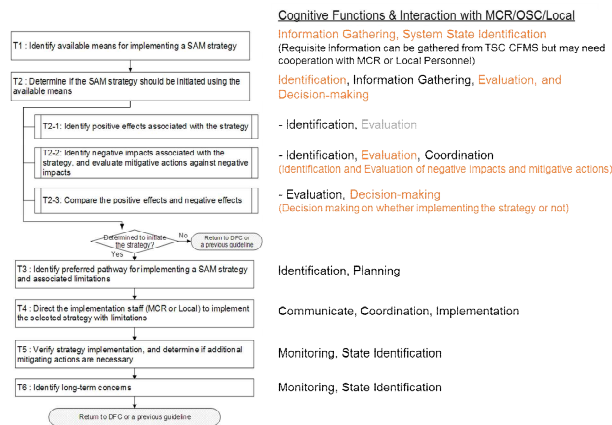 Cognitive Functions & Interaction with MCR/OSC/Local
T1 : Identify available means for implementing a SAM strategy
Information Gathering, System State Identification
(Requisite Information can be gathered from TSC CFMS but may need
cooperation with MCR or Local Personnel)
T2 : Determine if the SAM strategy should be initiated using the
available means
Identification, Information Gathering, Evaluation, and
Decision-making
T2-1: Identify positive effects associated with the strategy
- Identification, Evaluation
T2-2: Identify negative impacts associated with the
strategy, and evaluate mitigative actions against negative
impacts
- Identification, Evaluation, Coordination
(Identification and Evaluation of negative impacts and mitigative actions)
T2-3: Compare the positive effects and negative effects
- Evaluation, Decision-making
(Decision making on whether implementing the strategy or not)
Determined to initiate
the strategy?
No
Return to DFC or
a previous guideline
Yes
T3 : Identify preferred pathway for implementing a SAM strategy
and associated limitations
Identification, Planning
T4 : Direct the implementation staff (MCR or Local) to implement
the selected strategy with limitations
Communicate, Coordination, Implementation
T5 : Verify strategy implementation, and determine if additional
mitigating actions are necessary
Monitoring, State Identification
T6 : Identify long-term concerns
Monitoring, State Identification
Return to DFC or a previous guideline